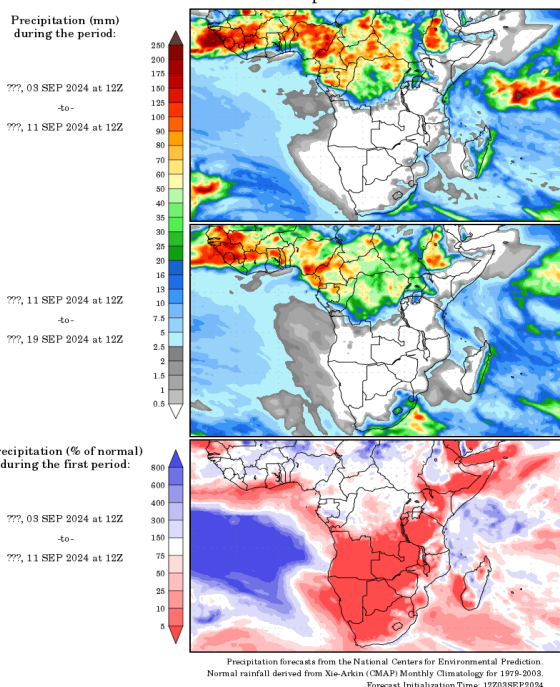 Precipitation (mm)
during the period:
250
200
175
150
125
100
90
80
70
60
50
40
35
30
25
20
16
13
10
7.5
5
2.5
2
1.5
1
0.5
???, 03 SEP 2024 at 12Z
-to-
???, 11 SEP 2024 at 12Z
???, 11 SEP 2024 at 12Z
-to-
???, 19 SEP 2024 at 12Z
recipitation (% of normal)
during the first period:
800
600
400
300
150
75
50
25
10
5
???, 03 SEP 2024 at 12Z
-to-
???, 11 SEP 2024 at 12Z
Precipitation forecasts from the National Centers for Environmental Prediction.
Normal rainfall derived from Xie-Arkin (CMAP) Monthly Climatology for 1979-2003.
Forecast Initialization Time: 12Z03SEP2024